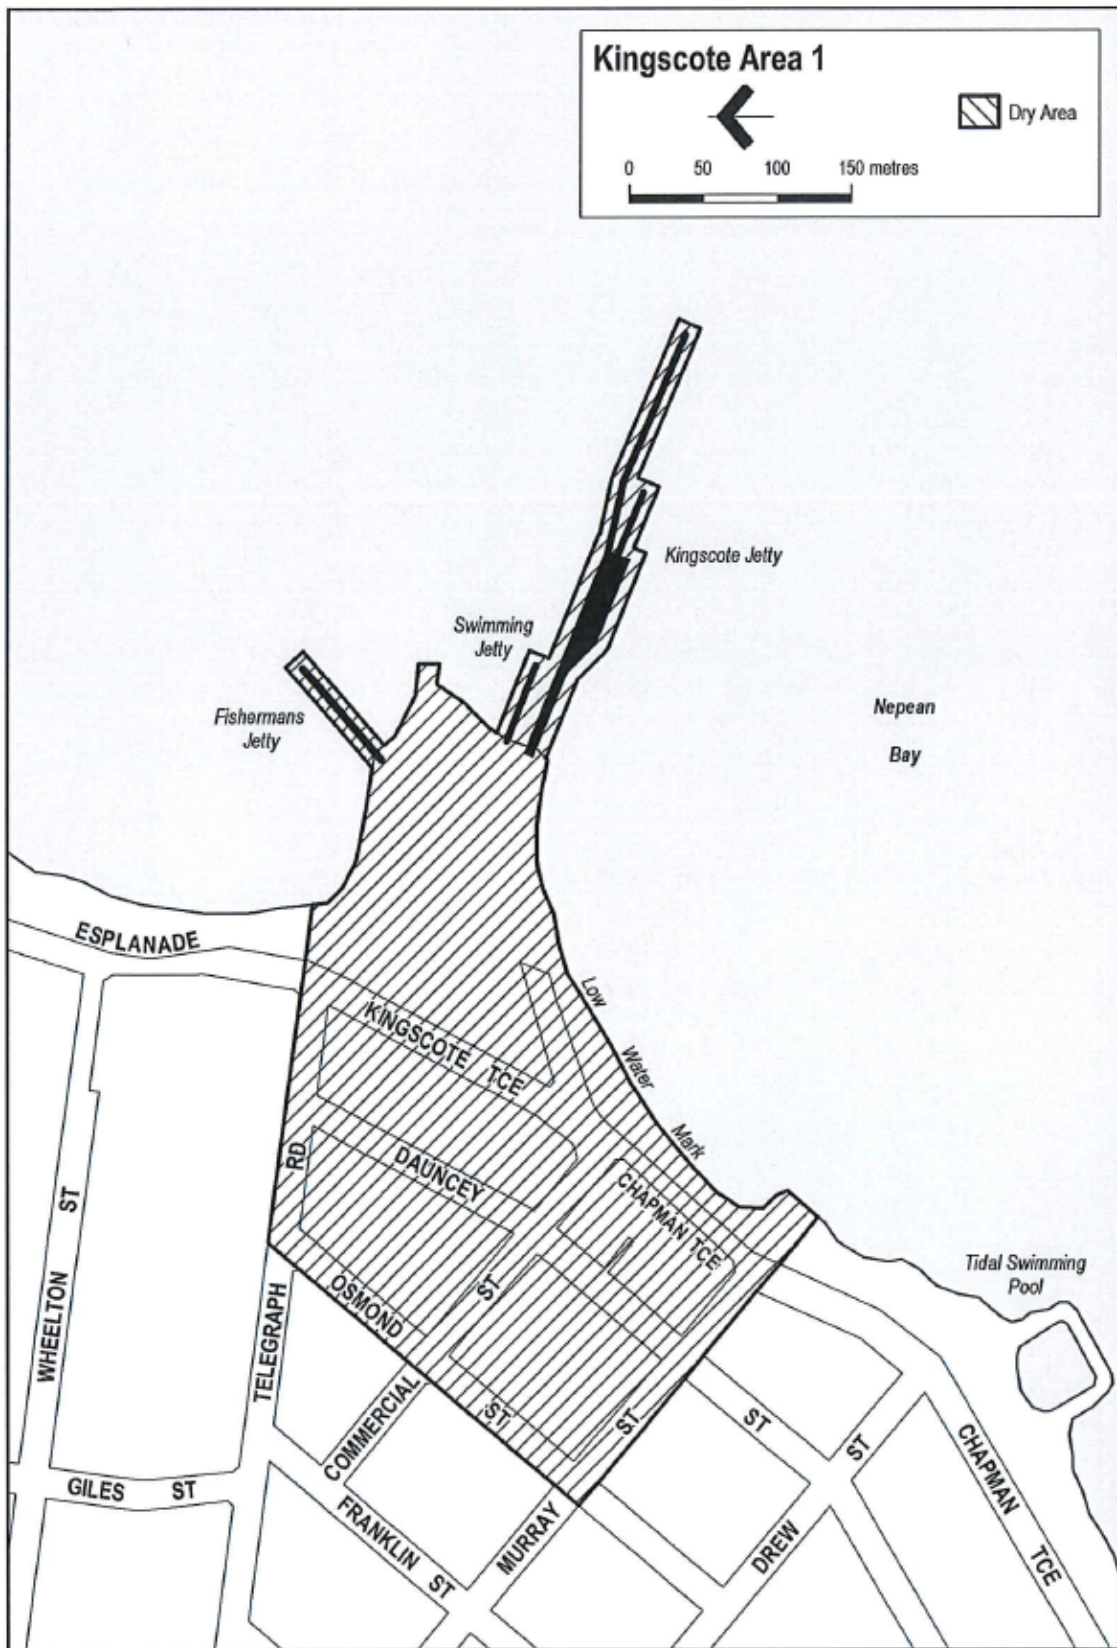 Kingscote Area 1
Dry Area
0 50 100 150 metres
Kingscote Jetty
Swimming
Jetty
Fishermans
Jetty
Nepean
Bay
ESPLANADE
Low
Water
Mark
KINGSCOTE TCE
DAUNCEY
ST
RD
CHAPMAN TCE
WHEELTON ST
TELEGRAPH
OSMOND
ST
COMMERCIAL
ST
ST
Tidal Swimming
Pool
GILES ST
FRANKLIN ST
MURRAY
DREW
ST
CHAPMAN TCE